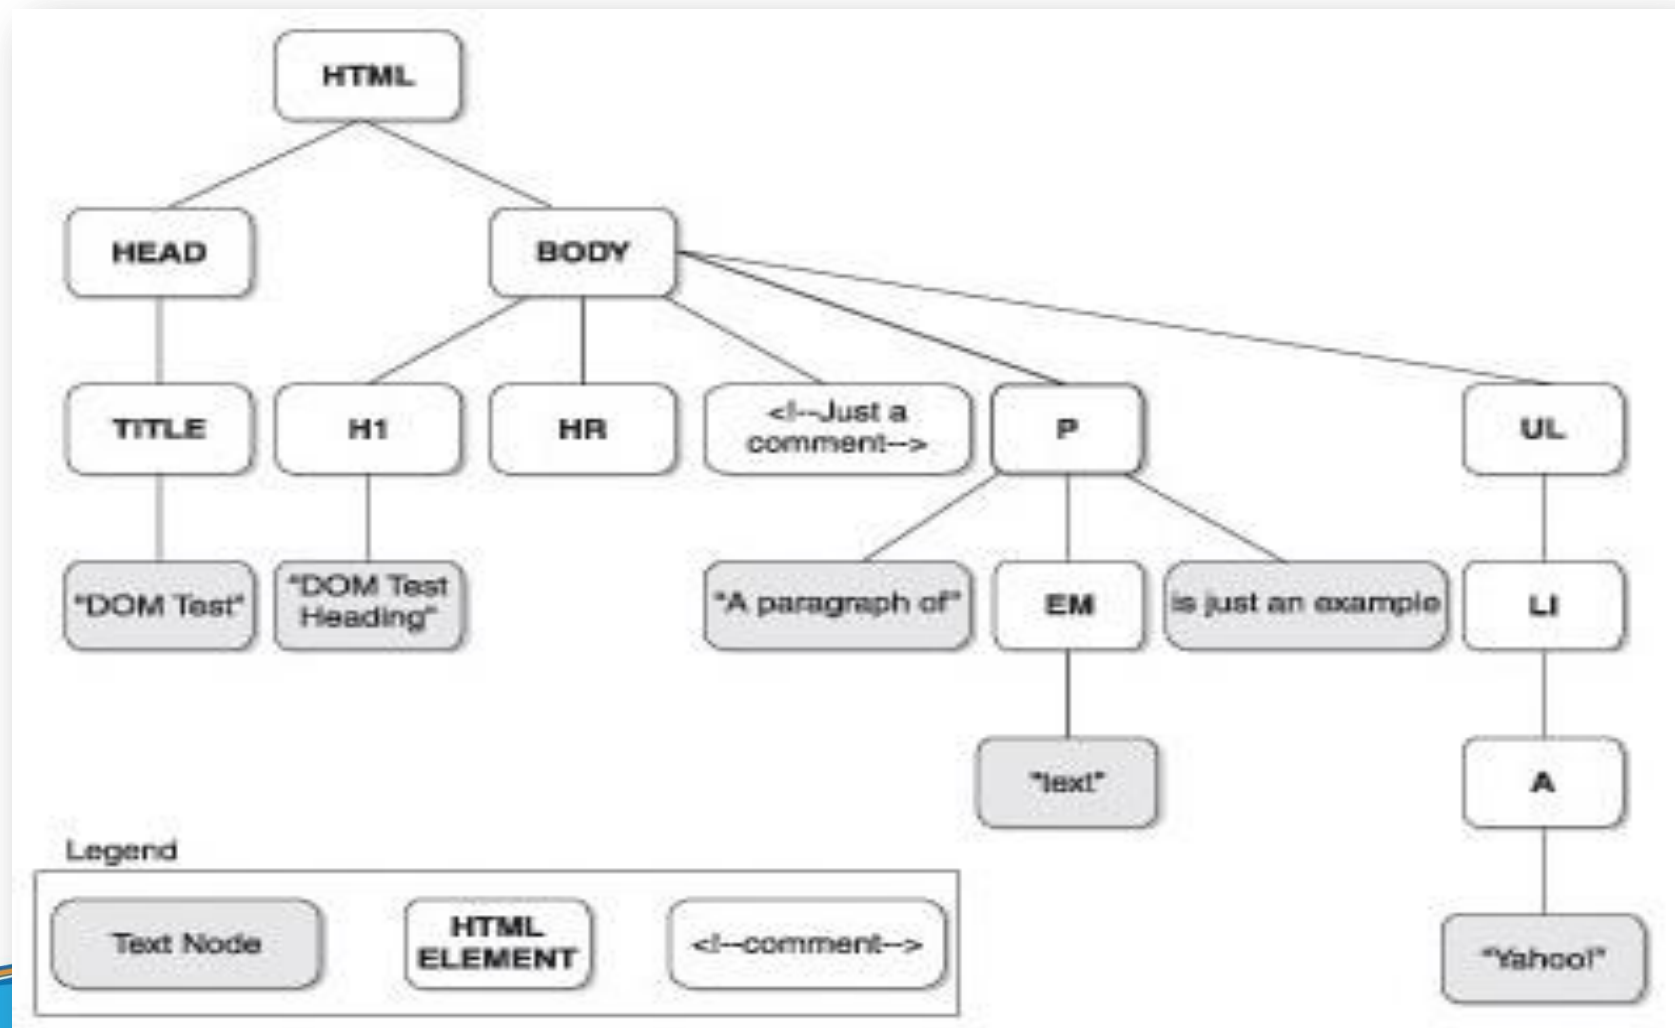 HTML
HEAD
BODY
TITLE
H1
HR
<!--Just a
comment-->
P
UL
"DOM Test"
"DOM Test
Heading"
"A paragraph of"
EM
is just an example
LI
"text"
A
"Yahoo!"
Legend
Text Node
HTML
ELEMENT
<!--comment-->